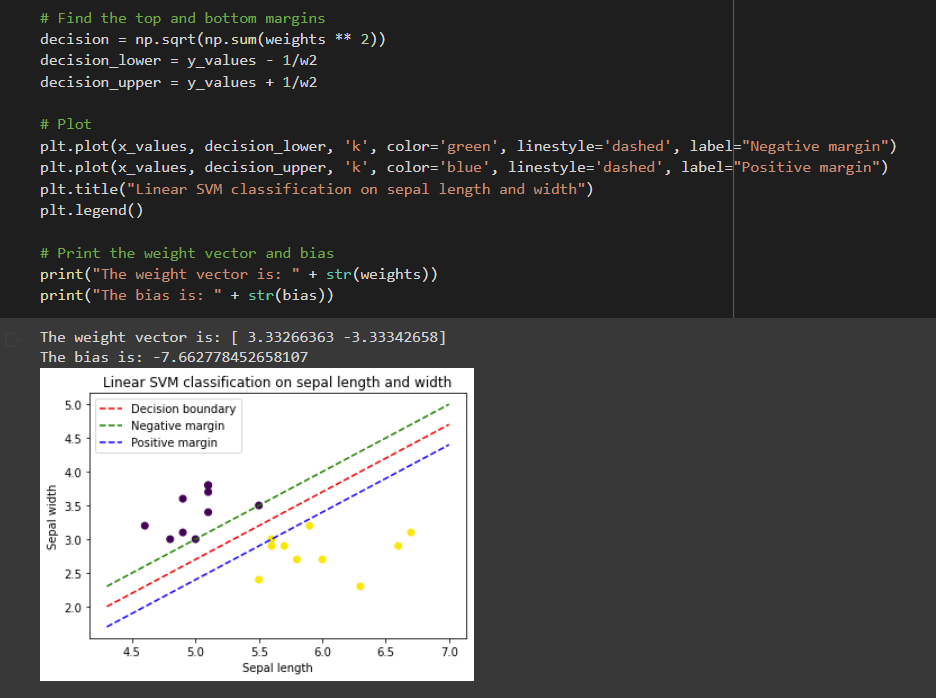 # Find the top and bottom margins
decision = np.sqrt(np.sum(weights ** 2))
decision_lower = y_values - 1/w2
decision_upper = y_values + 1/w2
# Plot
plt.plot(x_values, decision_lower, 'k', color='green', linestyle='dashed', label="Negative margin")
plt.plot(x_values, decision_upper, 'k', color='blue', linestyle='dashed', label="Positive margin")
plt.title("Linear SVM classification on sepal length and width")
plt.legend()
# Print the weight vector and bias
print("The weight vector is: " + str(weights))
print("The bias is: " + str(bias))
The weight vector is: [ 3.33266363 -3.33342658]
The bias is: -7.662778452658107
Linear SVM classification on sepal length and width
Decision boundary
Negative margin
Positive margin
5.0
4.5
4.0
3.5
3.0
2.5
2.0
Sepal width
4.5 5.0 5.5 6.0 6.5 7.0
Sepal length